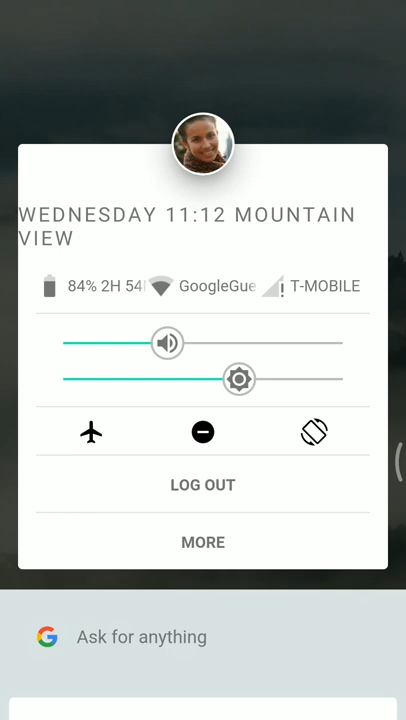 WEDNESDAY 11:12 MOUNTAIN
VIEW
84% 2H 54
GoogleGue
T-MOBILE
LOG OUT
MORE
Ask for anything